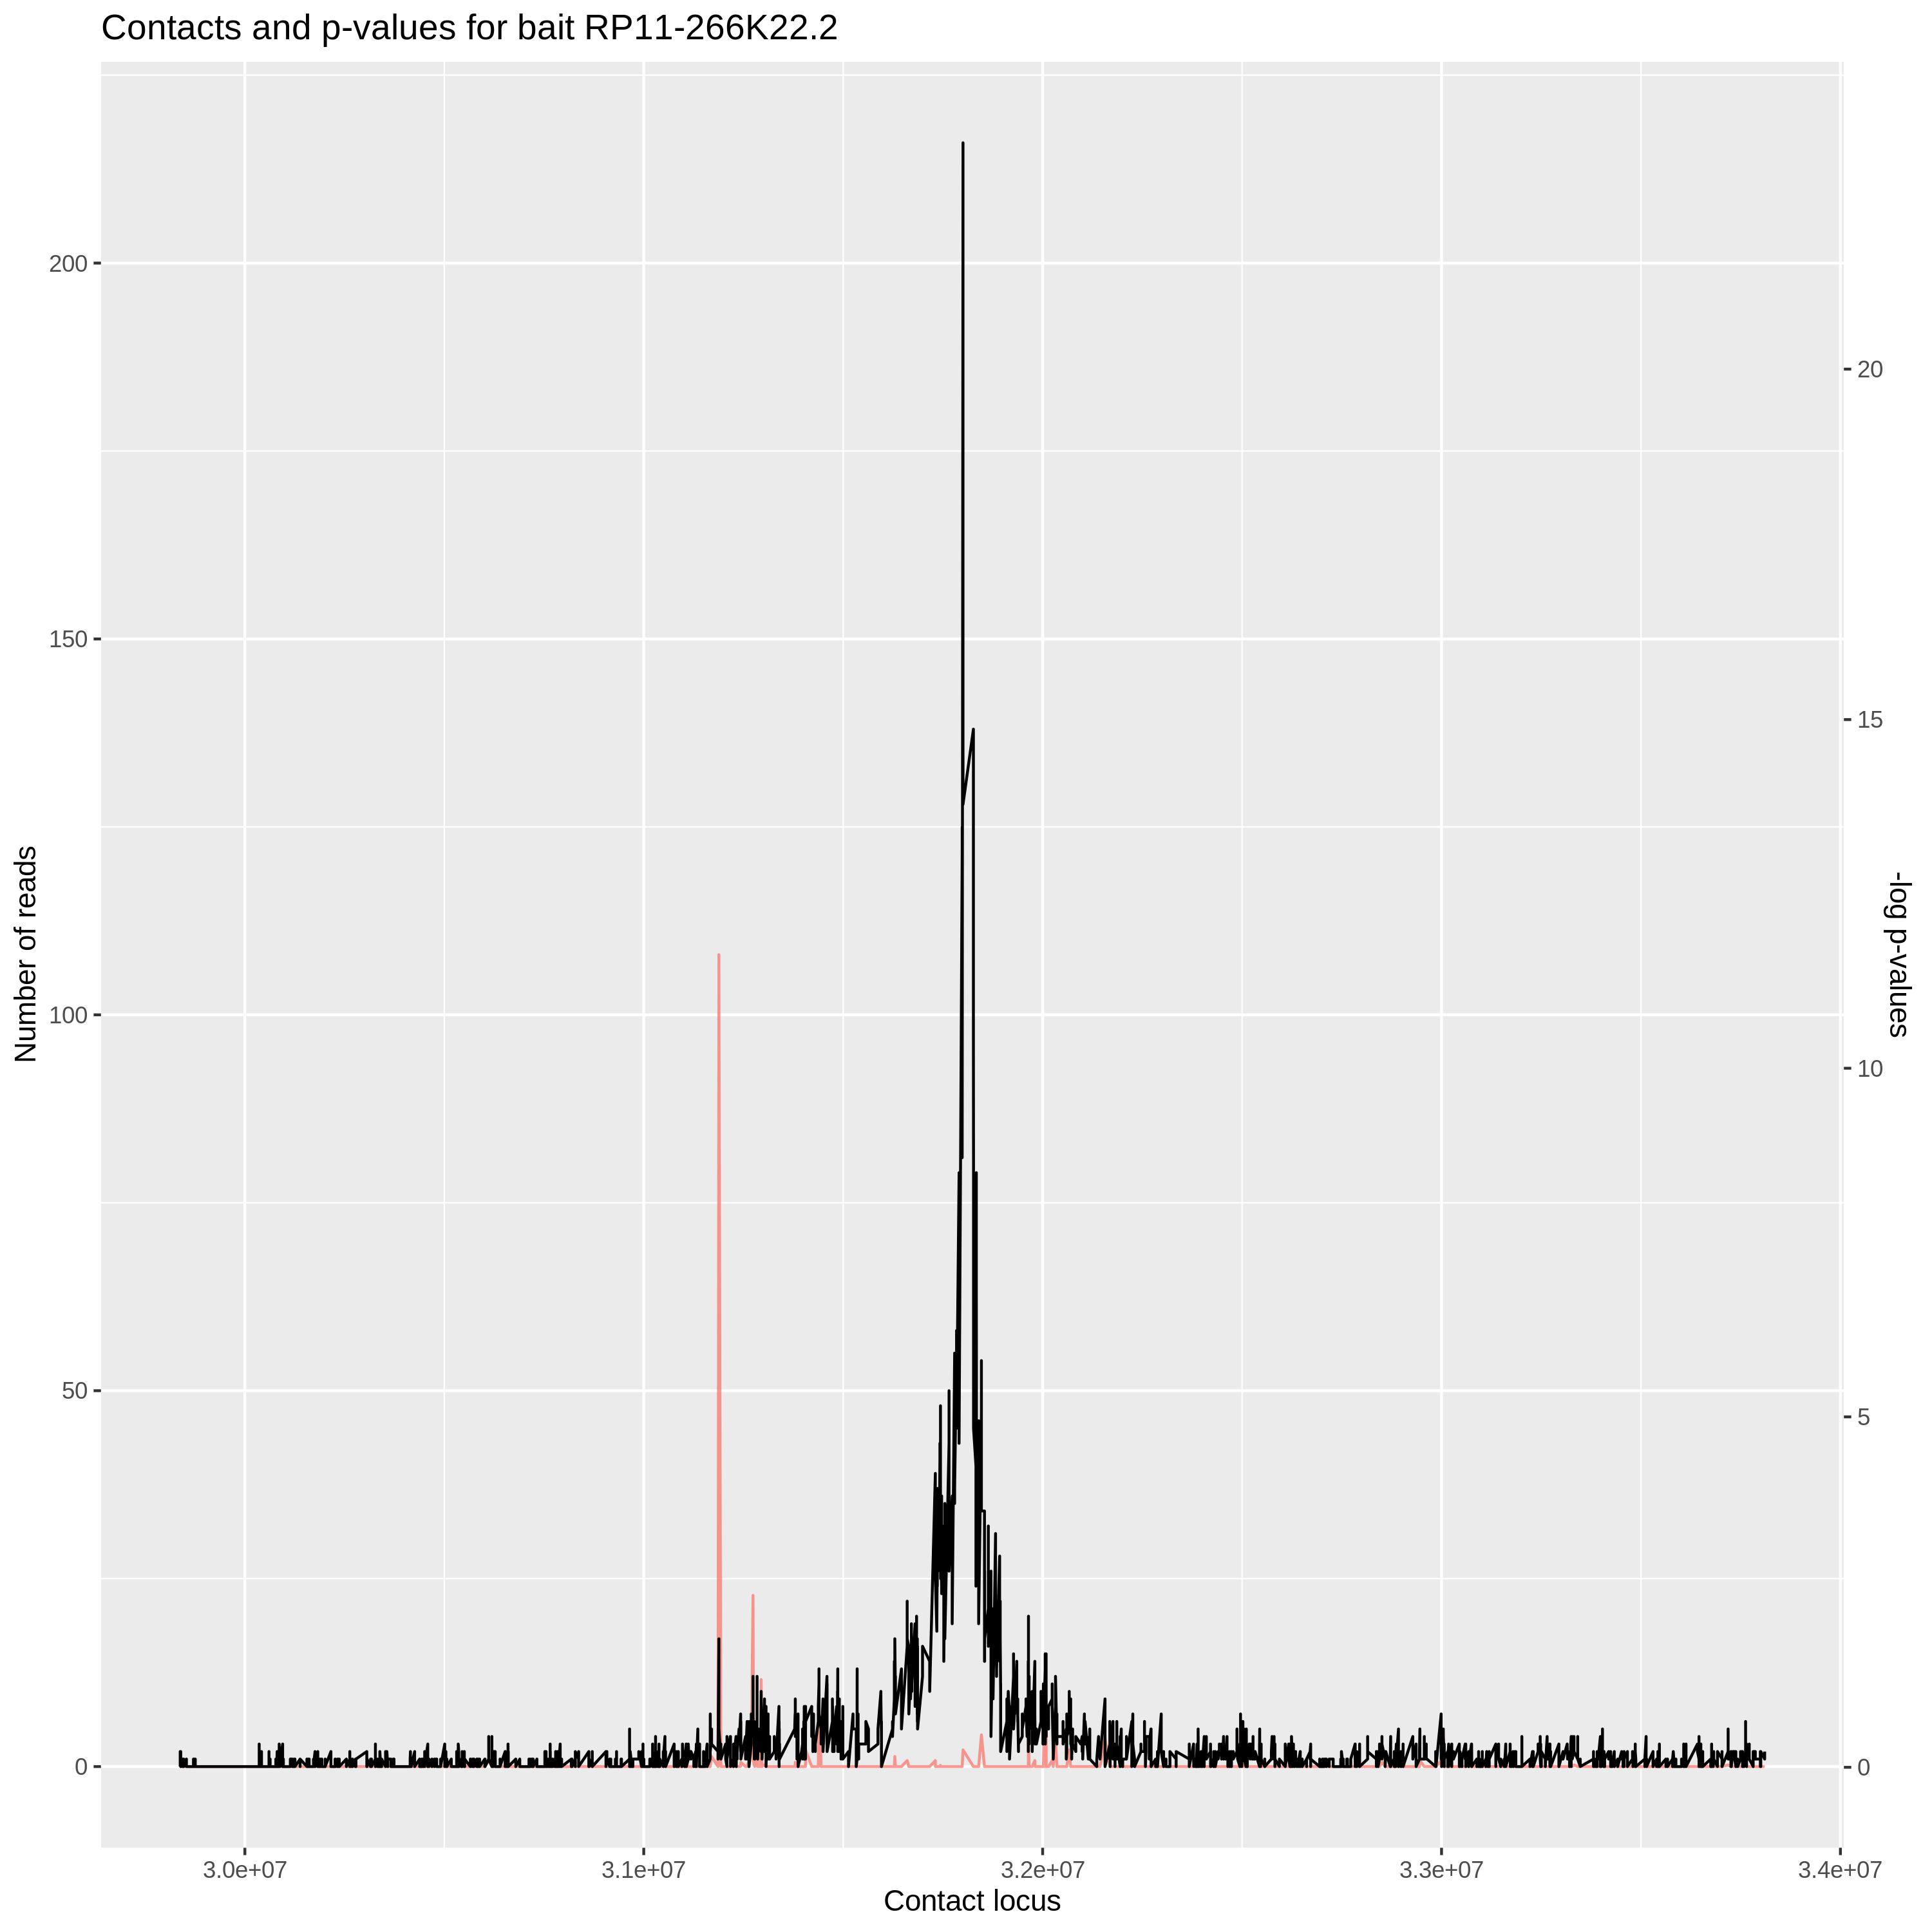 Contacts and p-values for bait RP11-266K22.2
200
150
100
50
0
Number of reads
20
15
10
5
0
-log p-values
3.0e+07
3.1e+07
3.2e+07
3.3e+07
3.4e+07
Contact locus